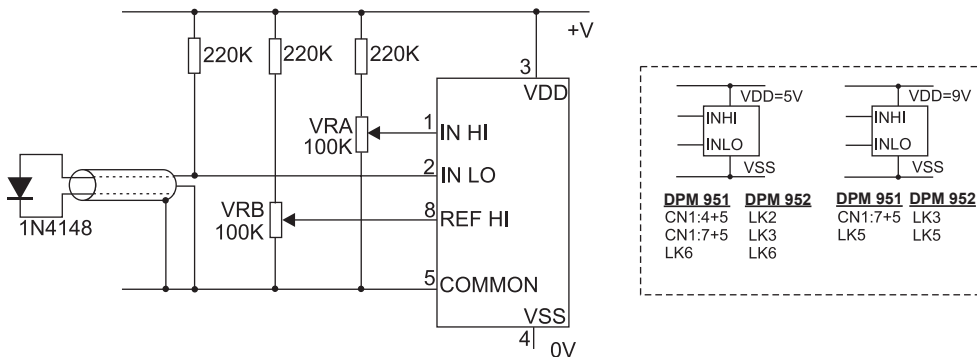 +V
220K
220K
220K
3
VDD
VRA
100K
1
IN HI
2
IN LO
1N4148
VRB
100K
8
REF HI
5
COMMON
VSS
4
0V
VDD=5V
INHI
INLO
VSS
DPM 951 DPM 952
CN1:4+5 LK2
CN1:7+5 LK3
LK6 LK6
VDD=9V
INHI
INLO
VSS
DPM 951 DPM 952
CN1:7+5 LK3
LK5 LK5